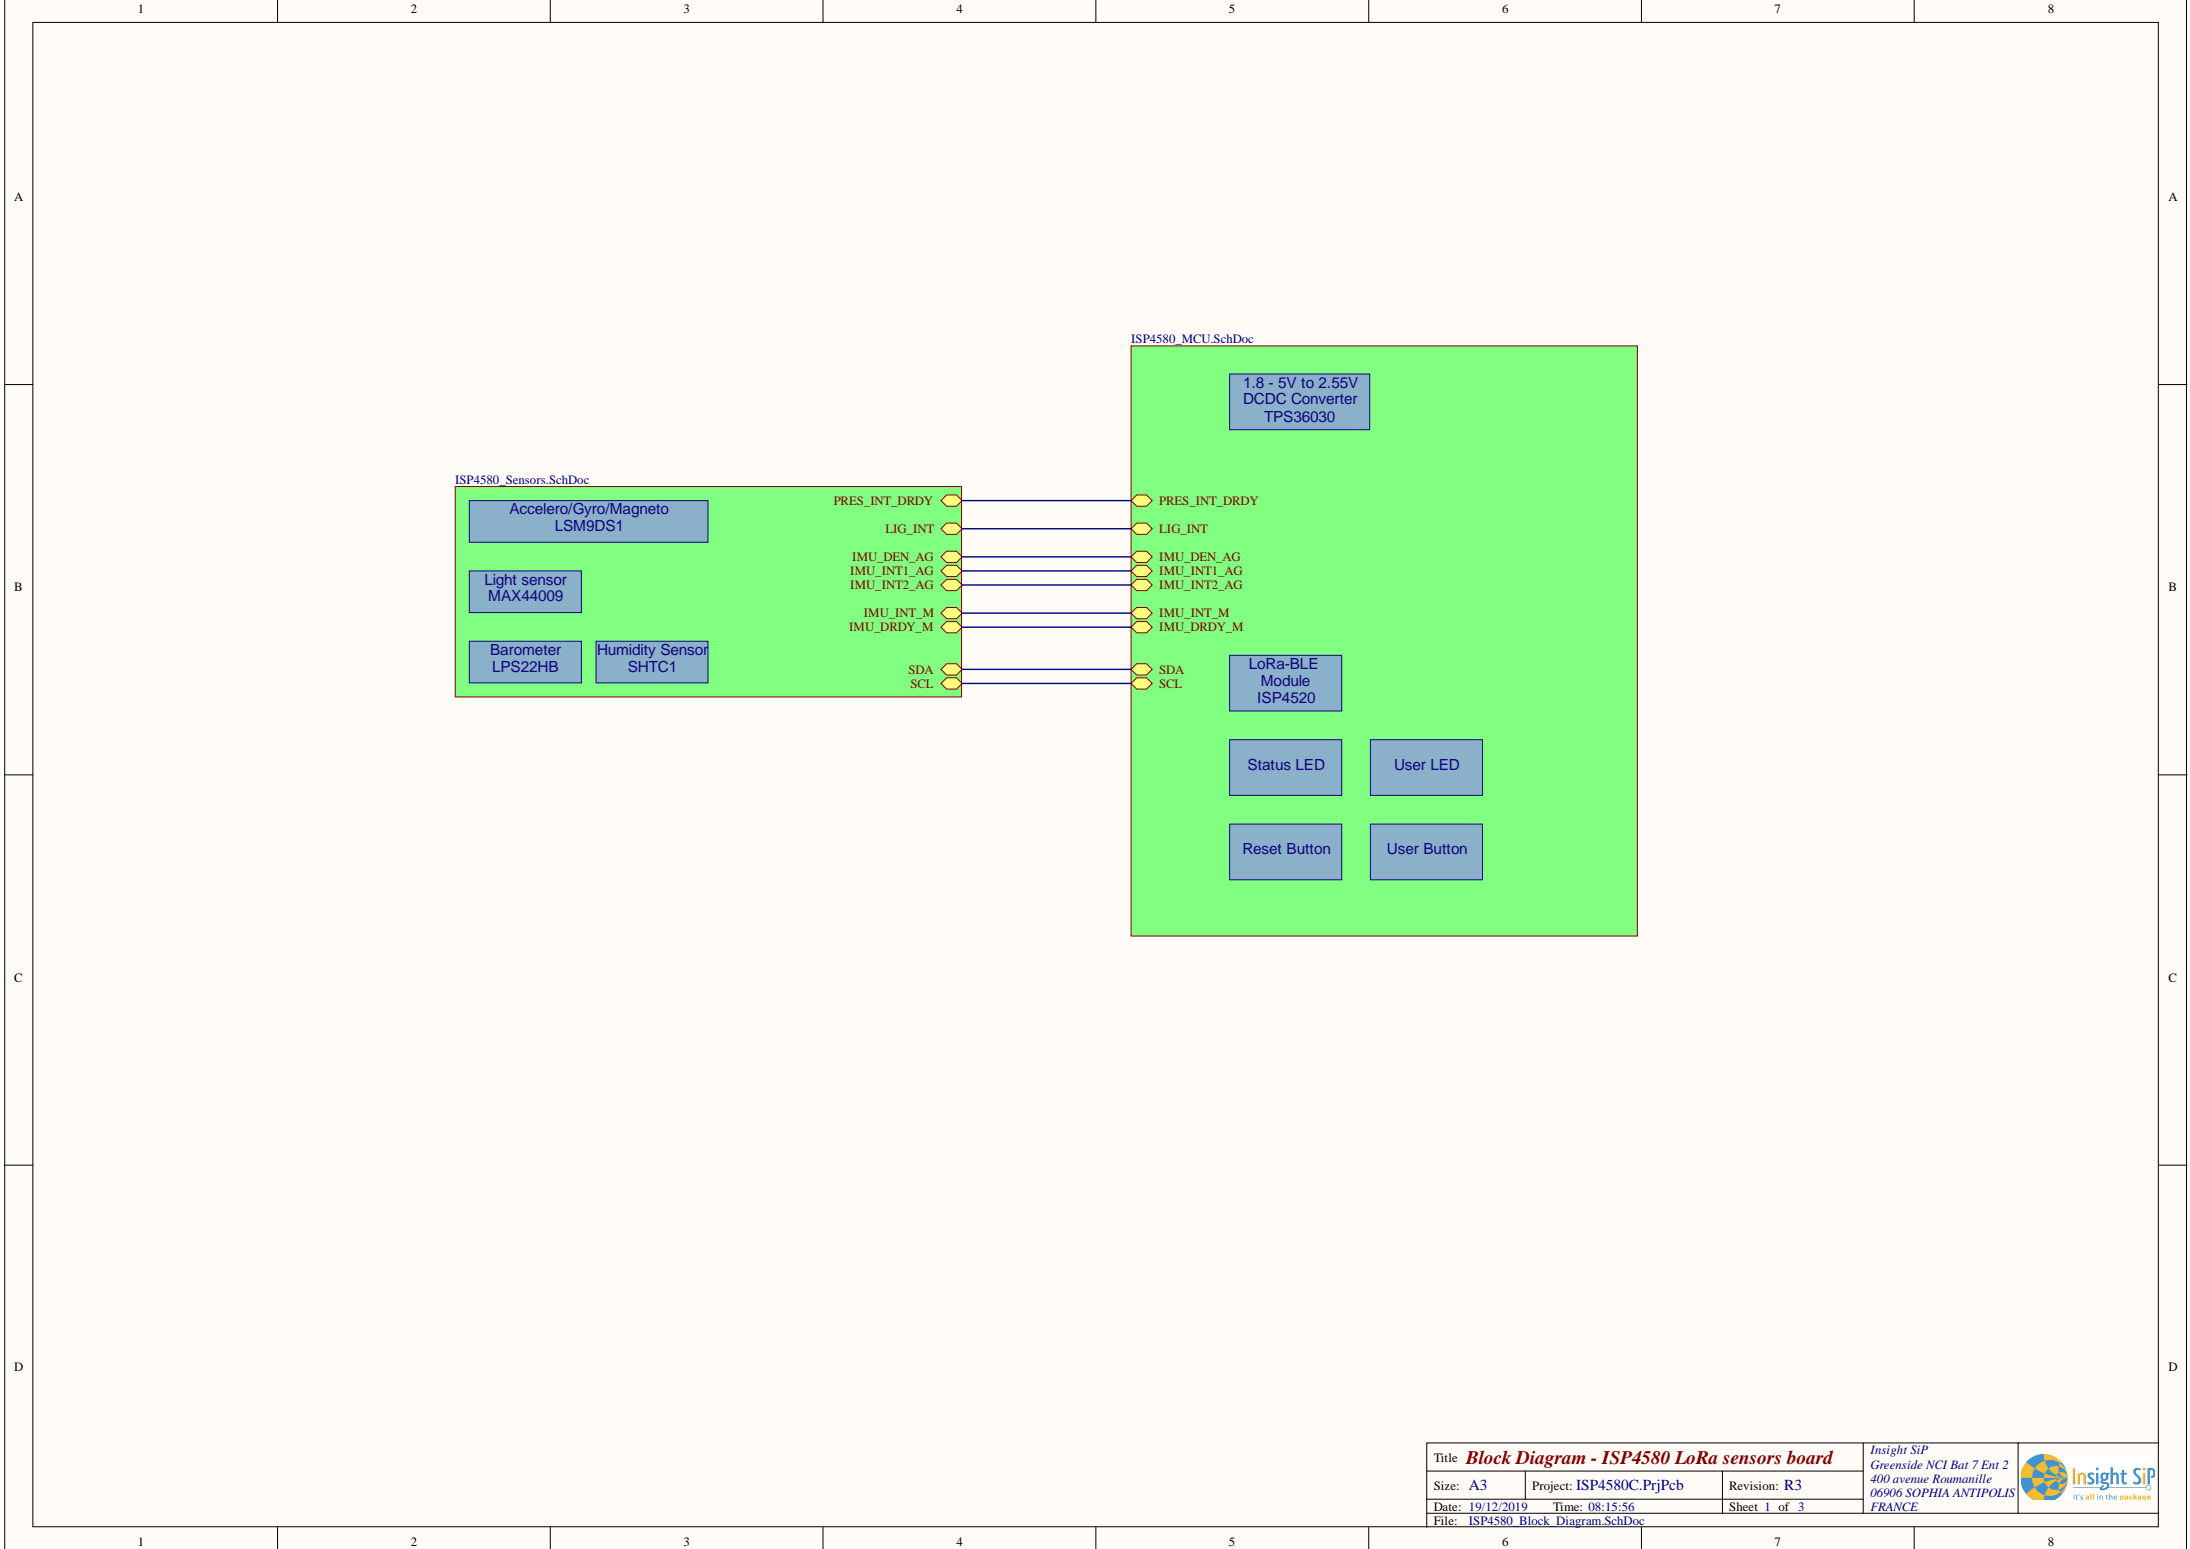 1 2 3 4 5 6 7 8
A A
ISP4580_MCU.SchDoc
1.8 - 5V to 2.55V
DCDC Converter
TPS36030
ISP4580_Sensors.SchDoc
Accelero/Gyro/Magneto
LSM9DS1
Light sensor
MAX44009
Barometer
LPS22HB
Humidity Sensor
SHTC1
PRES_INT_DRDY
LIG_INT
IMU_DEN_AG
IMU_INT1_AG
IMU_INT2_AG
IMU_INT_M
IMU_DRDY_M
SDA
SCL
PRES_INT_DRDY
LIG_INT
IMU_DEN_AG
IMU_INT1_AG
IMU_INT2_AG
IMU_INT_M
IMU_DRDY_M
SDA
SCL
B B
LoRa-BLE
Module
ISP4520
Status LED
User LED
Reset Button
User Button
C C
D D
Title Block Diagram - ISP4580 LoRa sensors board
Size: A3 Project: ISP4580C.PrjPcb Revision: R3
Date: 19/12/2019 Time: 08:15:56 Sheet 1 of 3
File: ISP4580_Block_Diagram.SchDoc
Insight SiP
Greenside NCI Bat 7 Ent 2
400 avenue Roumanille
06906 SOPHIA ANTIPOLIS
FRANCE
Insight SiP
It's all in the package
1 2 3 4 5 6 7 8